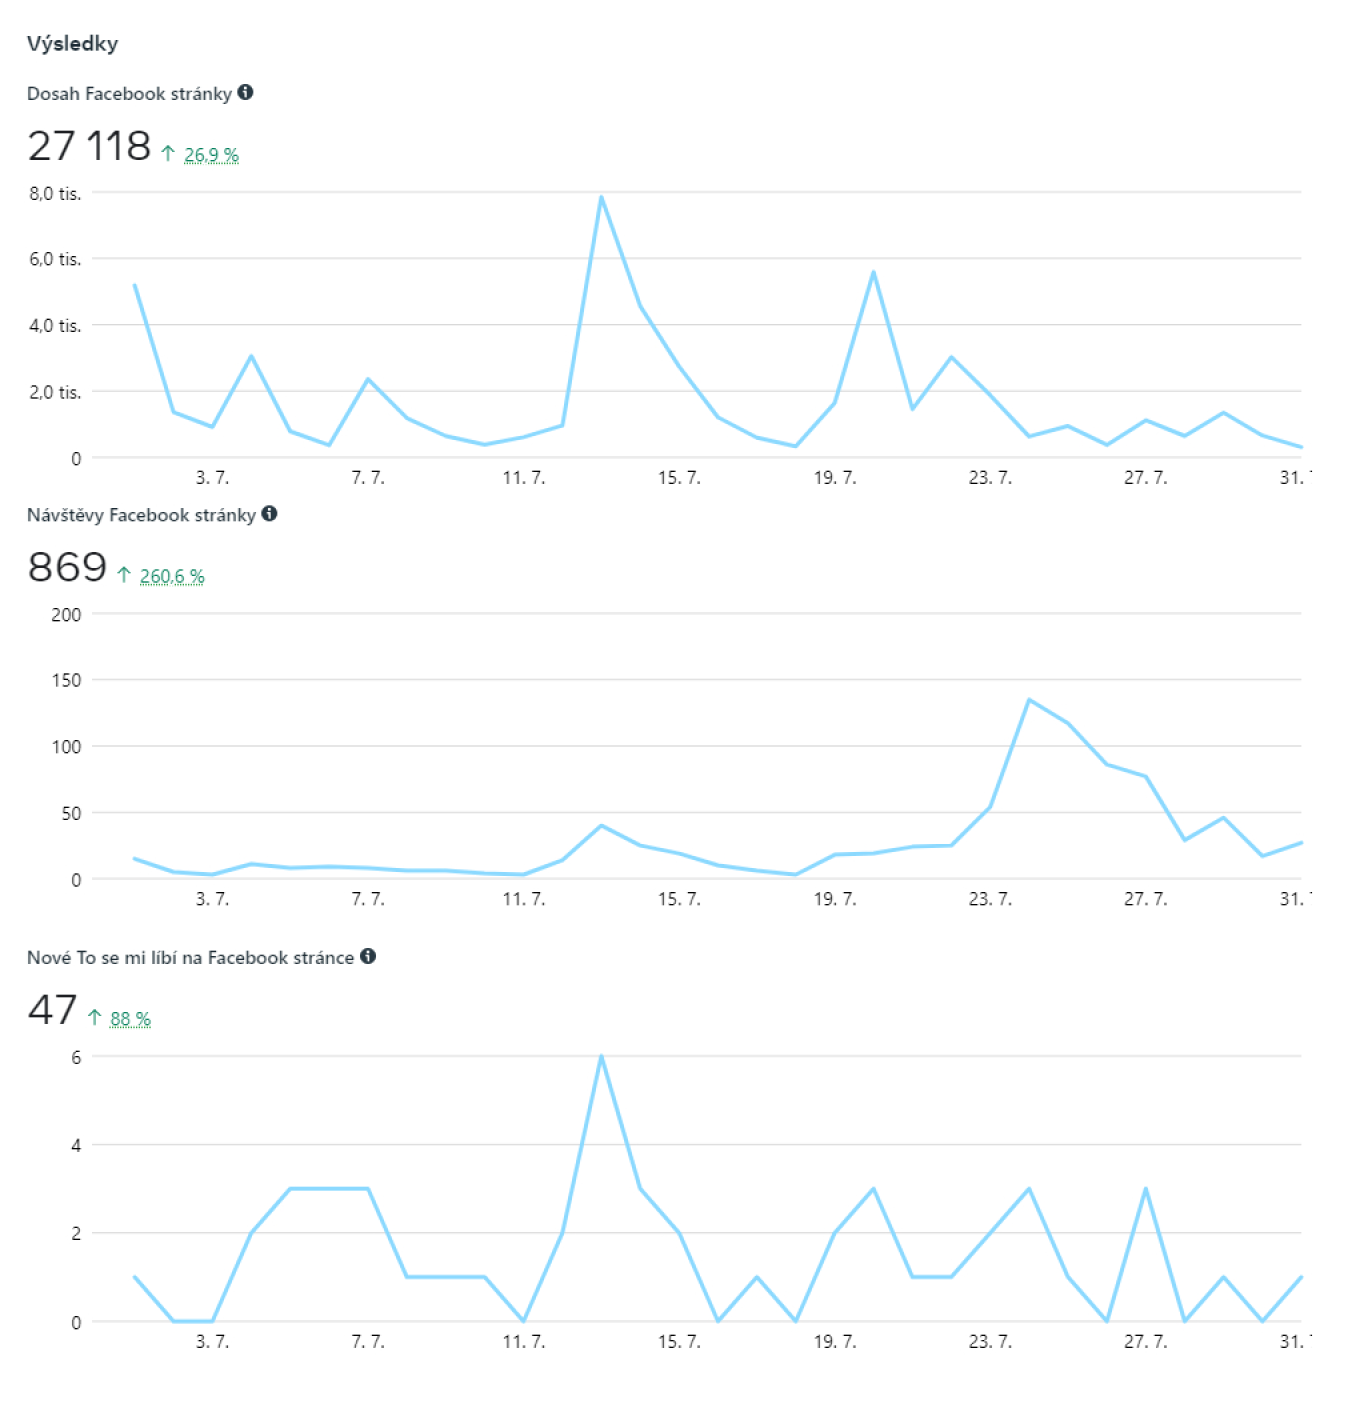 Výsledky
Dosah Facebook stránky
27 118 ↑ 26,9 %
8,0 tis.
6,0 tis.
4,0 tis.
2,0 tis.
0
3. 7. 7. 7. 11. 7. 15. 7. 19. 7. 23. 7. 27. 7. 31.
Návštěvy Facebook stránky
869 ↑ 260,6 %
200
150
100
50
0
3. 7. 7. 7. 11. 7. 15. 7. 19. 7. 23. 7. 27. 7. 31.
Nové To se mi líbí na Facebook stránce
47 ↑ 88 %
6
4
2
0
3. 7. 7. 7. 11. 7. 15. 7. 19. 7. 23. 7. 27. 7. 31.